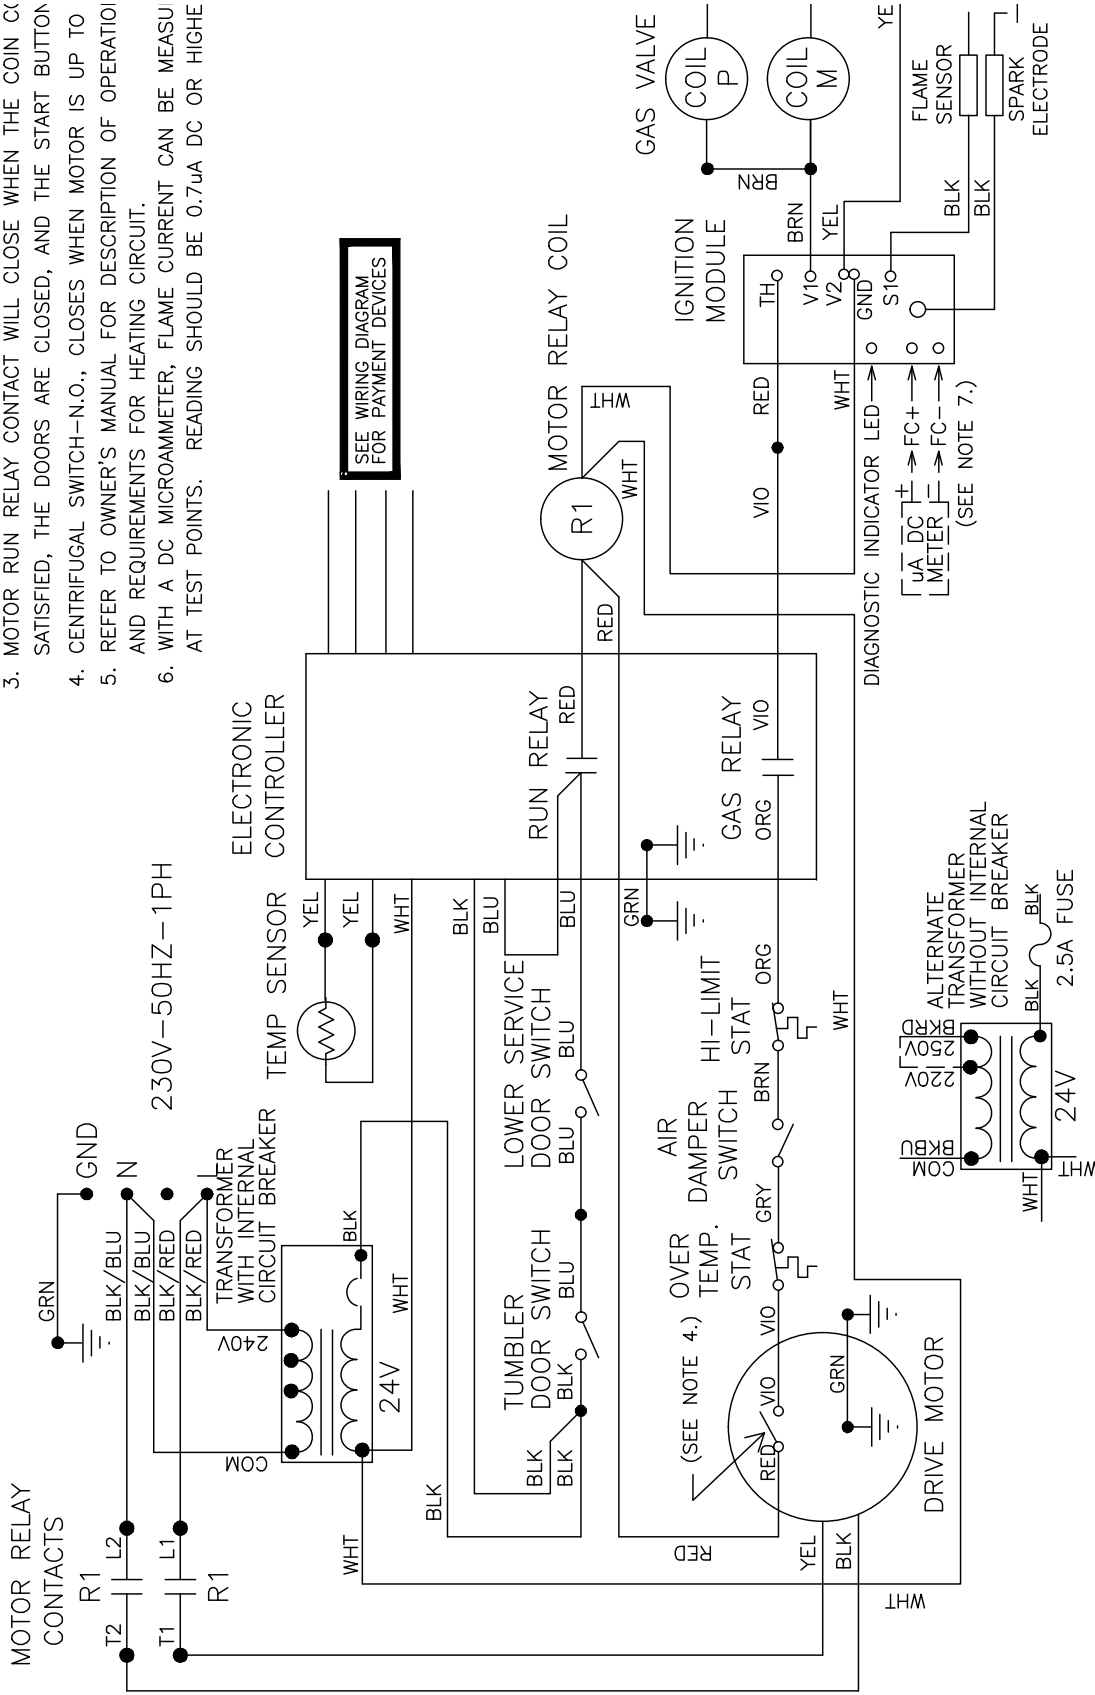 3. MOTOR RUN RELAY CONTACT WILL CLOSE WHEN THE COIN
SATISFIED, THE DOORS ARE CLOSED, AND THE START BUTTON
4. CENTRIFUGAL SWITCH-N.O., CLOSES WHEN MOTOR IS UP TO
5. REFER TO OWNER'S MANUAL FOR DESCRIPTION OF OPERATIO
AND REQUIREMENTS FOR HEATING CIRCUIT.
6. WITH A DC MICROAMMETER, FLAME CURRENT CAN BE MEASU
AT TEST POINTS. READING SHOULD BE 0.7uA DC OR HIGHE
MOTOR RELAY
CONTACTS
R1
T2
L2
T1
L1
R1
GRN
GND
N
L
BLK/BLU
BLK/BLU
BLK/RED
BLK/RED
230V-50HZ-1PH
TRANSFORMER
WITH INTERNAL
CIRCUIT BREAKER
COM
240V
24V
BLK
WHT
WHT
BLK
TEMP SENSOR
YEL
YEL
WHT
ELECTRONIC
CONTROLLER
SEE WIRING DIAGRAM
FOR PAYMENT DEVICES
BLK
BLU
BLK
BLK
TUMBLER
DOOR SWITCH
BLK
BLU
LOWER SERVICE
DOOR SWITCH
BLU
BLU
BLU
RUN RELAY
RED
MOTOR RELAY COIL
R1
RED
WHT
WHT
GRN
RED
(SEE NOTE 4.)
RED
VIO
VIO
OVER
TEMP.
STAT
GRY
AIR
DAMPER
SWITCH
BRN
HI-LIMIT
STAT
ORG
GAS RELAY
ORG
VIO
VIO
RED
YEL
BLK
GRN
DRIVE MOTOR
WHT
WHT
IGNITION
MODULE
TH
V1
V2
GND
S1
BRN
YEL
WHT
DIAGNOSTIC INDICATOR LED
uA DC
METER
+
FC+
−
FC−
(SEE NOTE 7.)
GAS VALVE
COIL
P
COIL
M
BRN
YE
BLK
BLK
FLAME
SENSOR
SPARK
ELECTRODE
ALTERNATE
TRANSFORMER
WITHOUT INTERNAL
CIRCUIT BREAKER
BKBU
COM
220V
250V
BKRD
24V
WHT
WHT
BLK
BLK
2.5A FUSE